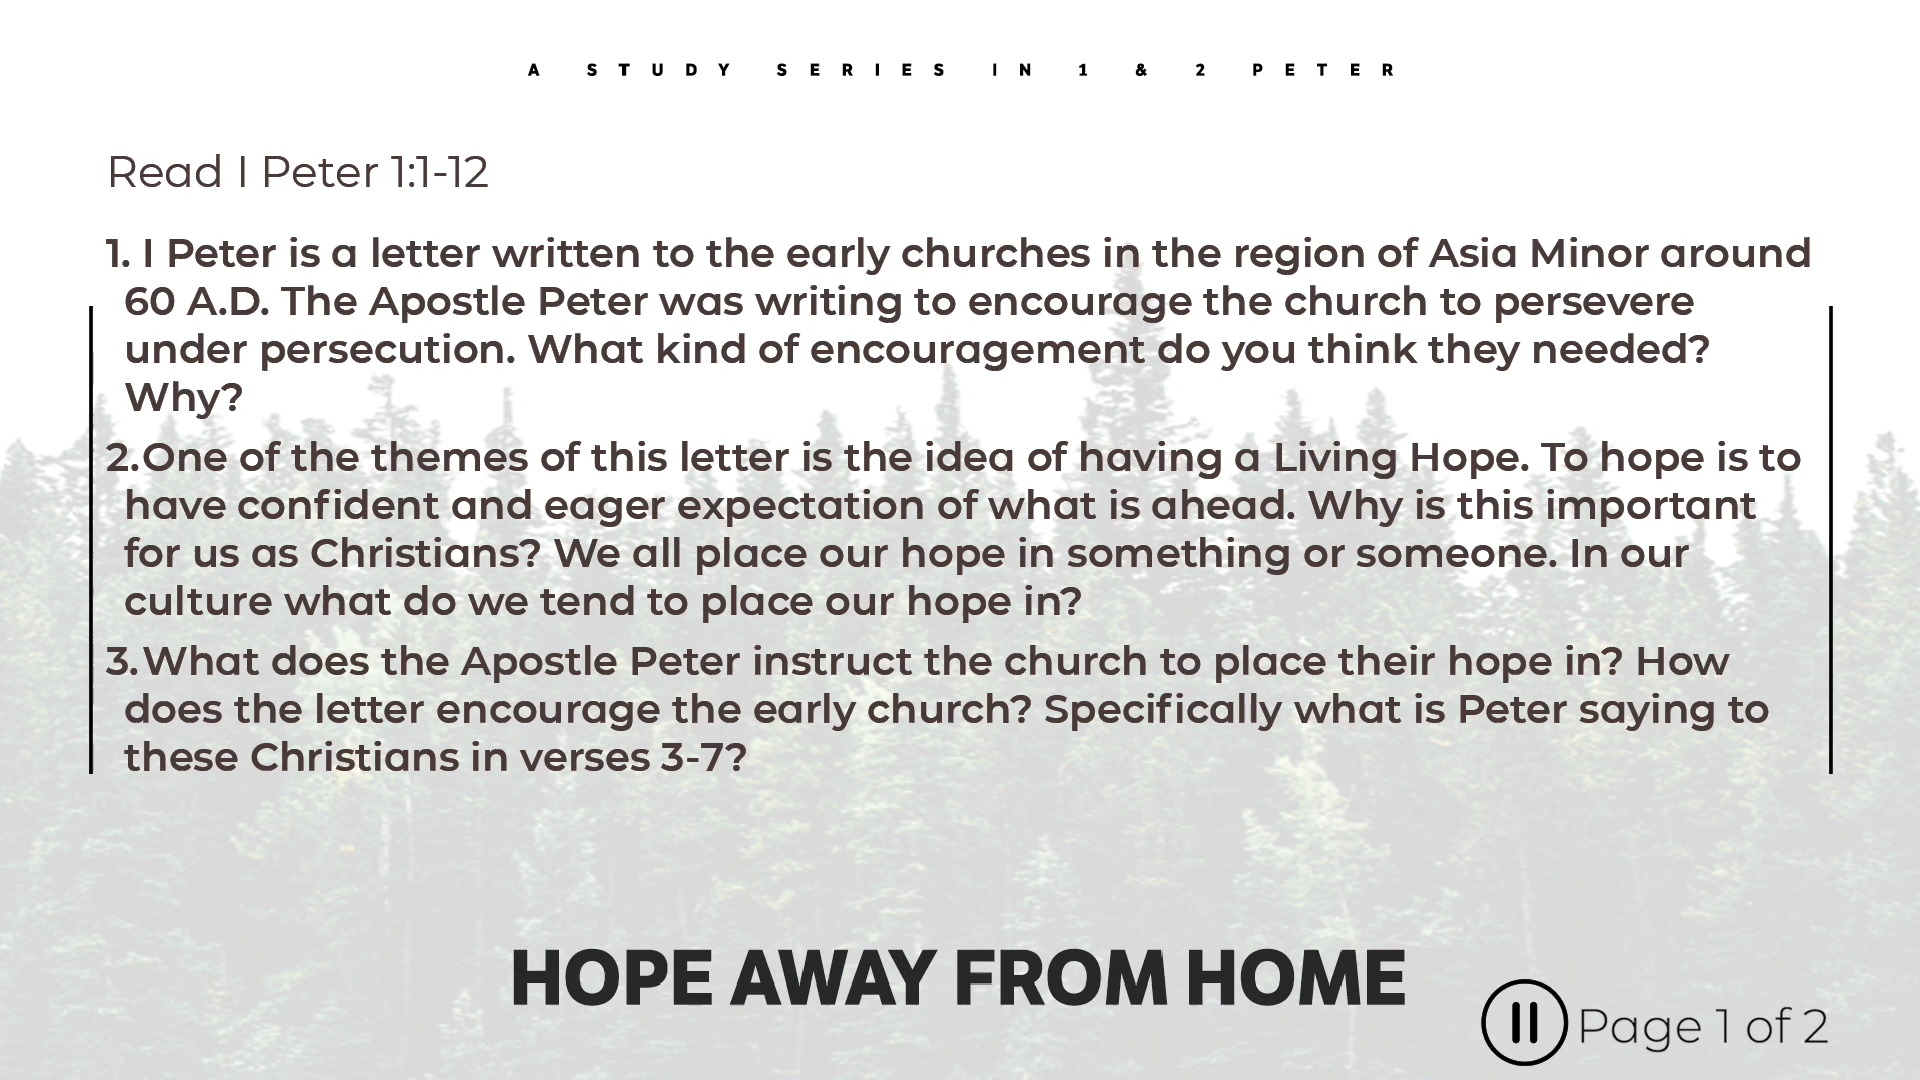 A STUDY SERIES IN 1 & 2 PETER
Read I Peter 1:1-12
1. I Peter is a letter written to the early churches in the region of Asia Minor around
60 A.D. The Apostle Peter was writing to encourage the church to persevere
under persecution. What kind of encouragement do you think they needed?
Why?
2.One of the themes of this letter is the idea of having a Living Hope. To hope is to
have confident and eager expectation of what is ahead. Why is this important
for us as Christians? We all place our hope in something or someone. In our
culture what do we tend to place our hope in?
3.What does the Apostle Peter instruct the church to place their hope in? How
does the letter encourage the early church? Specifically what is Peter saying to
these Christians in verses 3-7?
HOPE AWAY FROM HOME
Page 1 of 2